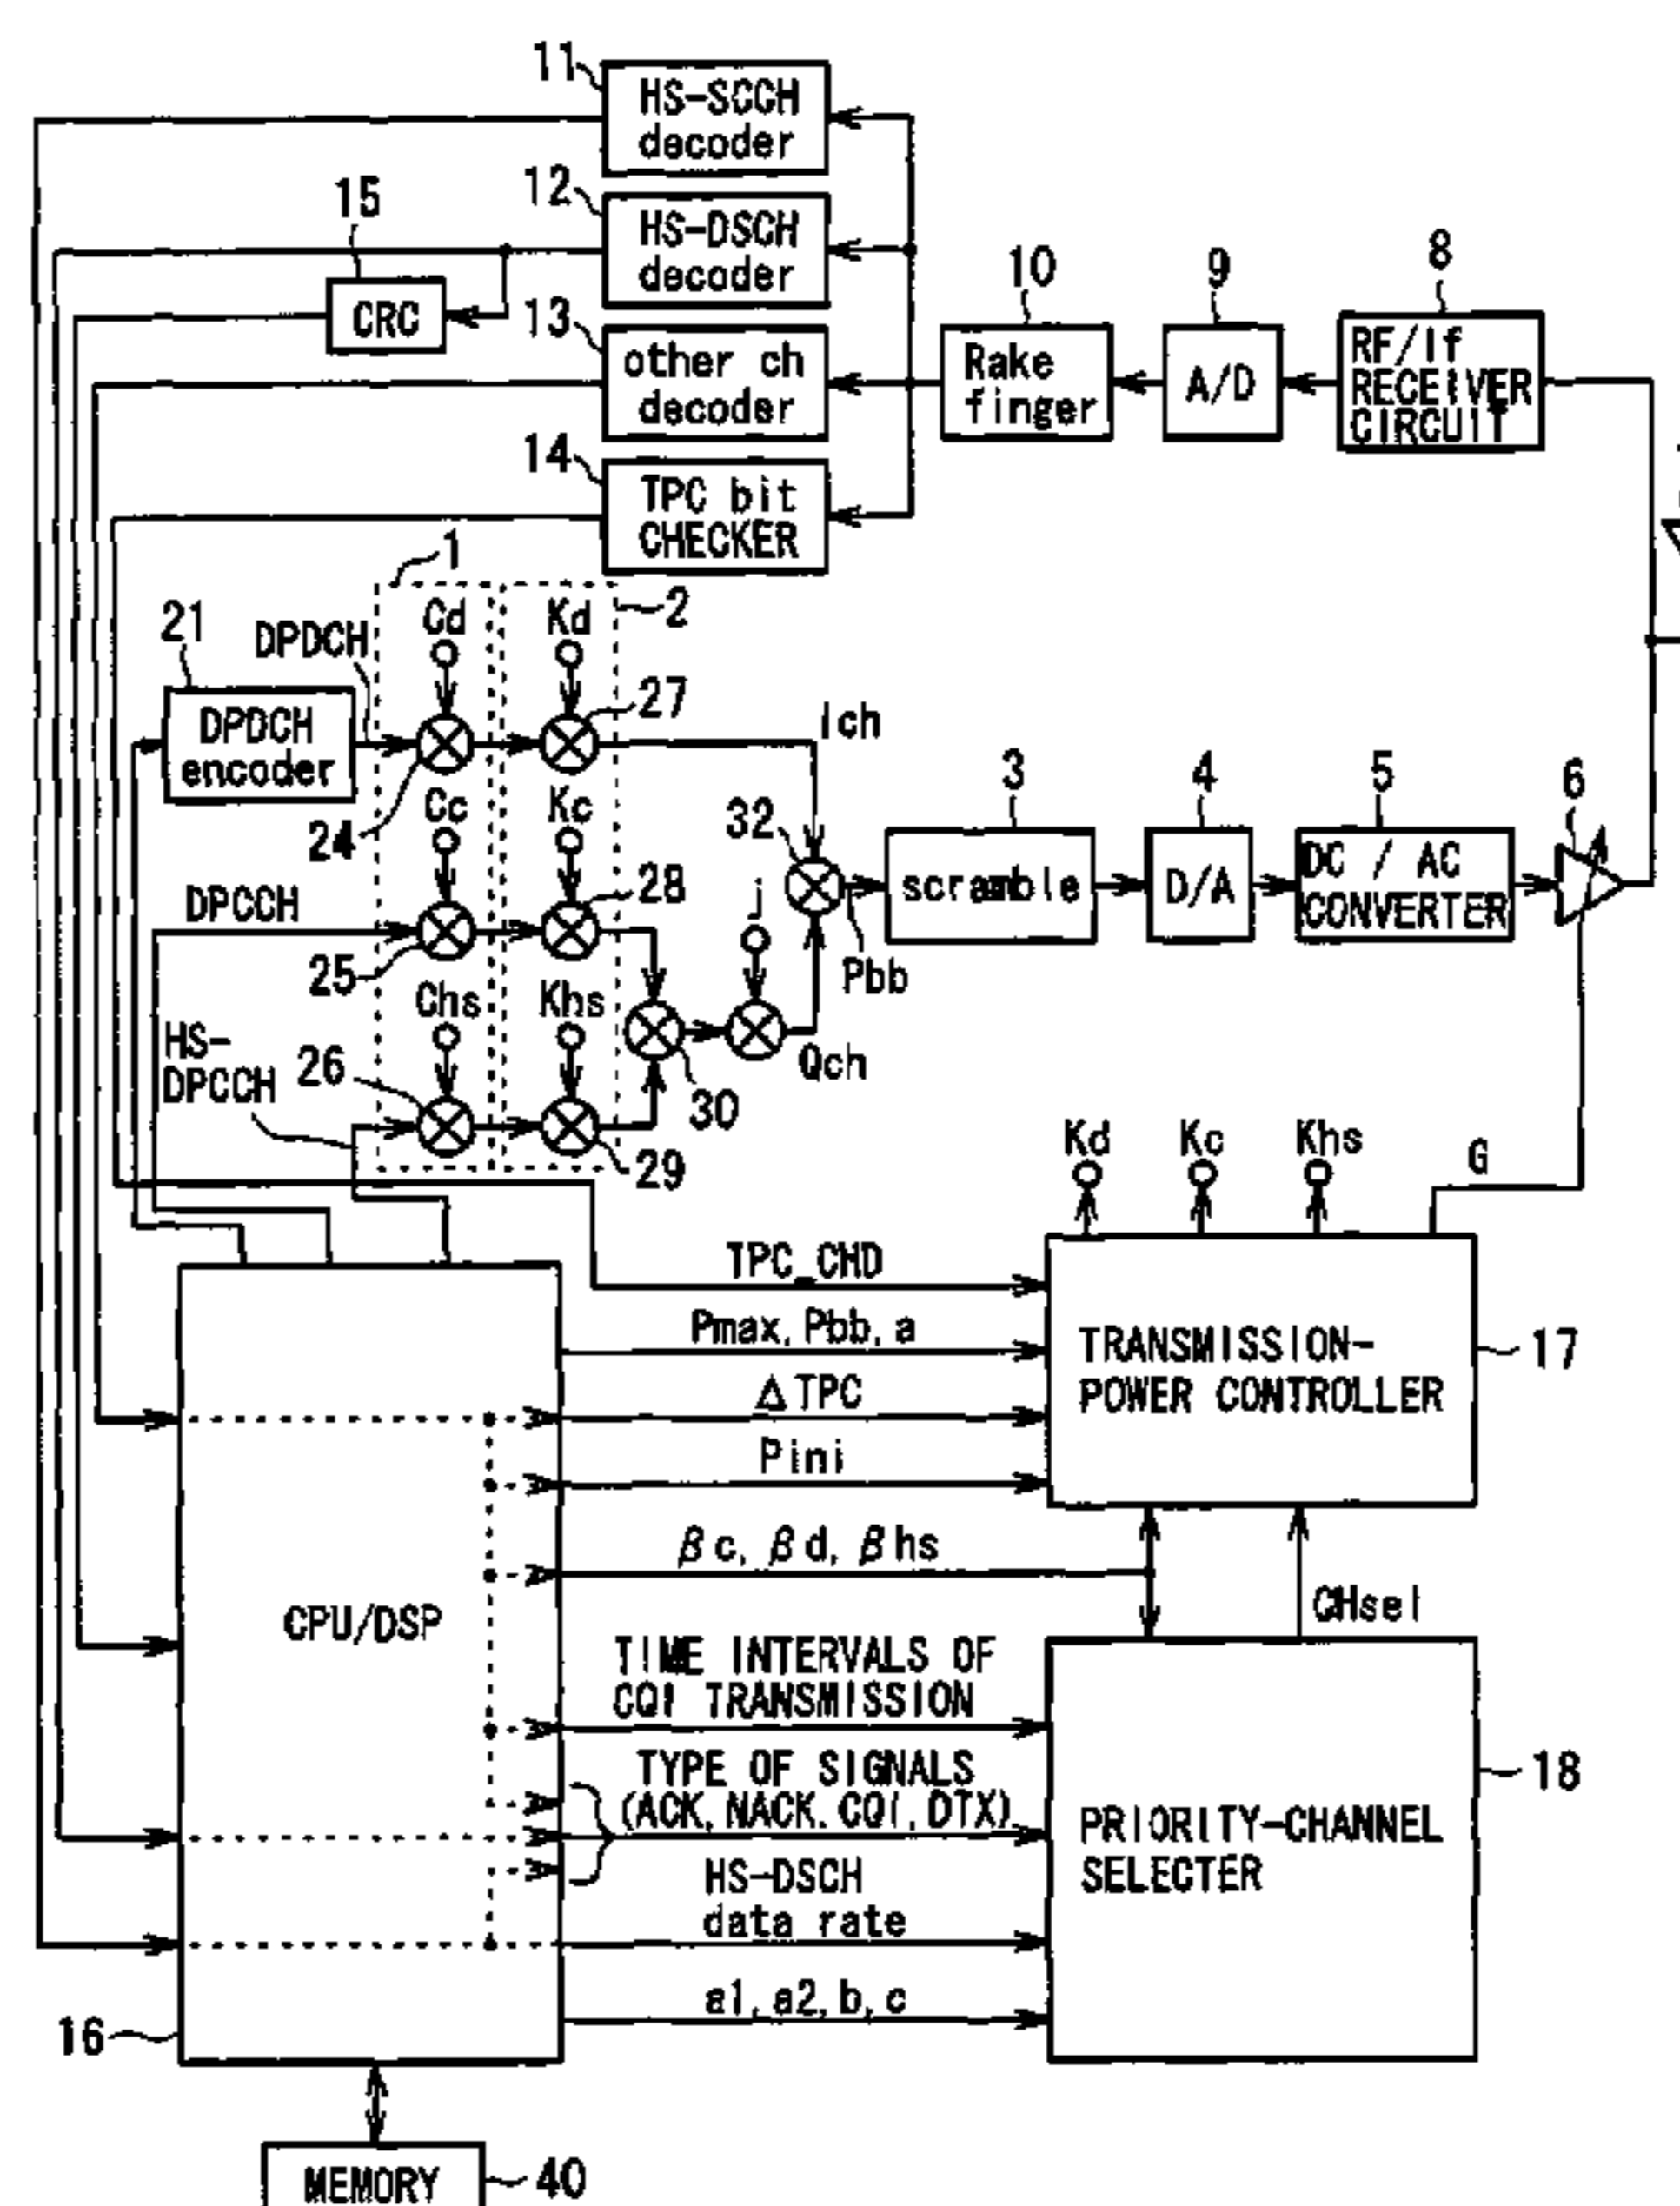 11
HS-SCCH
decoder
12
HS-DSCH
decoder
15
CRC
13
other ch
decoder
14
TPC bit
CHECKER
10
Rake
finger
9
A/D
8
RF/If
RECEIVER
CIRCUIT
1
2
21
DPDCH
DPDCH
encoder
Cd
Kd
24
27
Ich
Cc
Kc
DPCCH
25
28
Chs
Khs
HS-
DPCCH
26
29
30
j
Qch
32
Pbb
3
scramble
4
D/A
5
DC / AC
CONVERTER
6
Kd
Kc
Khs
G
TPC_CMD
Pmax, Pbb, a
ΔTPC
Pini
βc, βd, βhs
TRANSMISSION-
POWER CONTROLLER
17
CHsel
CPU/DSP
16
TIME INTERVALS OF
CQI TRANSMISSION
TYPE OF SIGNALS
(ACK, NACK, CQI, DTX)
HS-DSCH
data rate
a1, a2, b, c
PRIORITY-CHANNEL
SELECTER
18
MEMORY
40